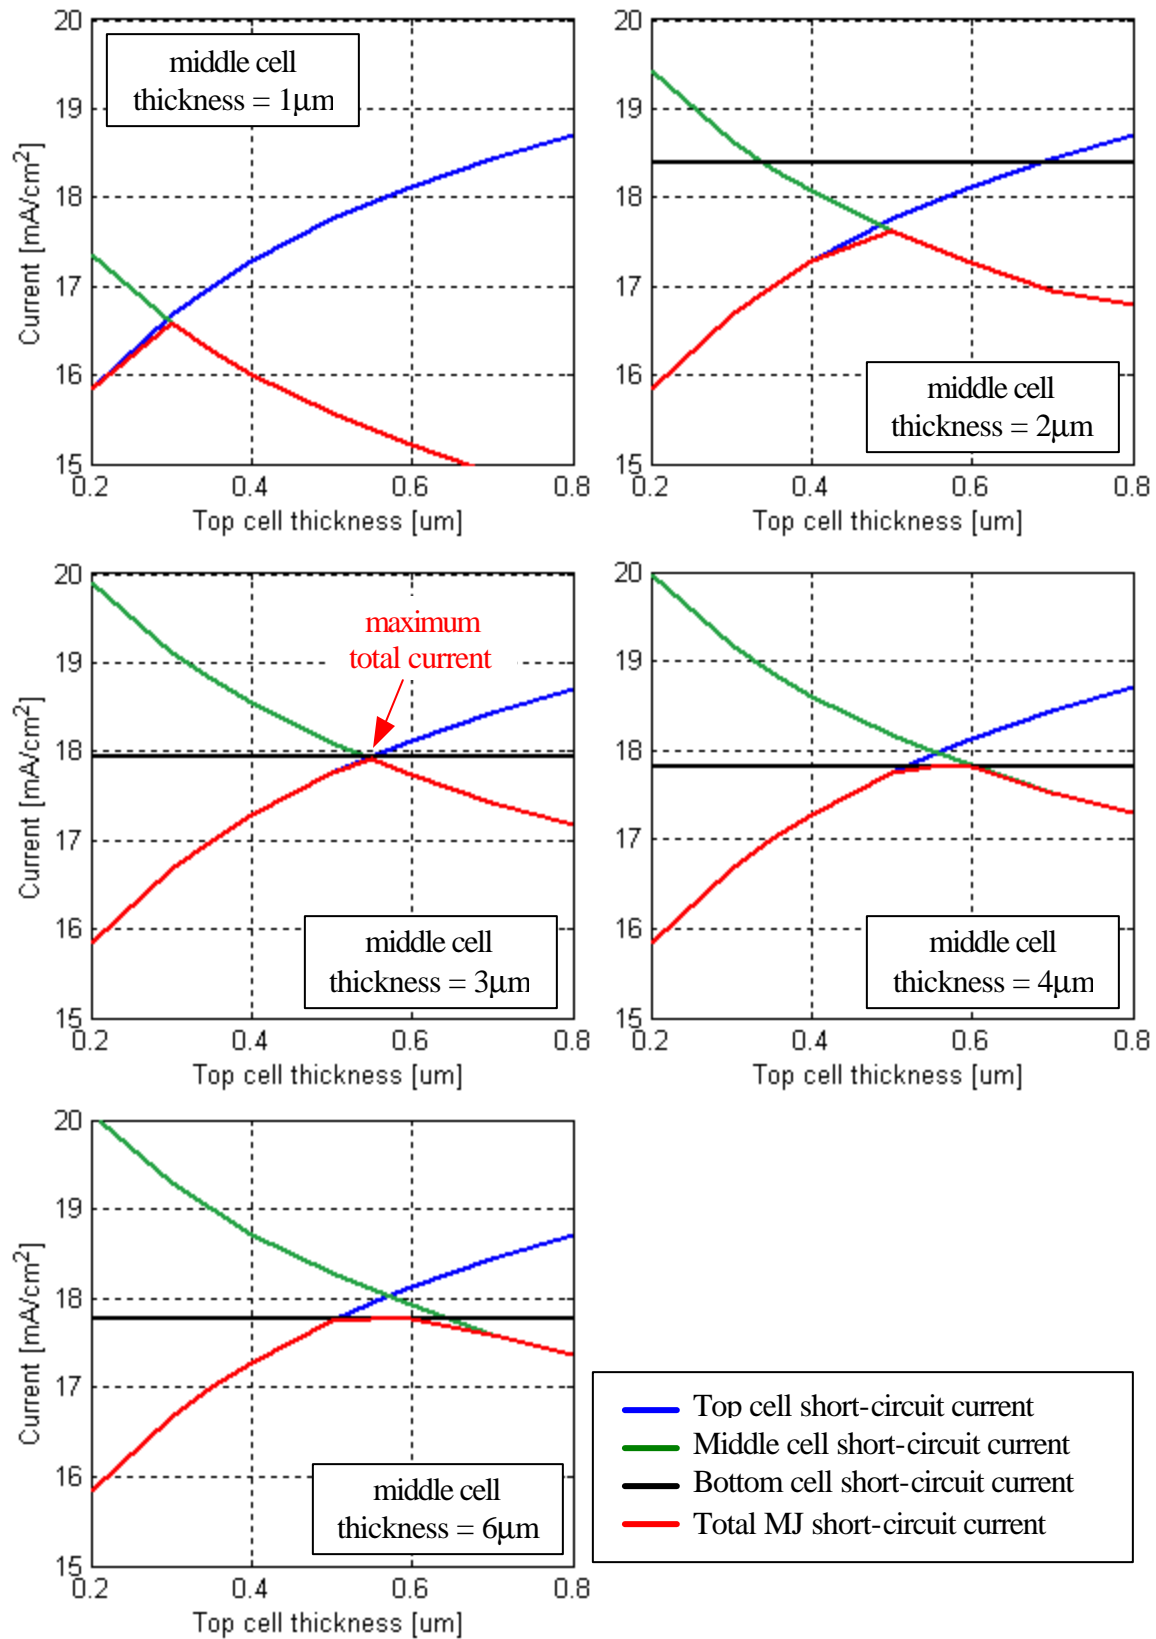 20
19
18
17
16
15
Current [mA/cm²]
middle cell
thickness = 1μm
0.2 0.4 0.6 0.8
Top cell thickness [um]
20
19
18
17
16
15
middle cell
thickness = 2μm
0.2 0.4 0.6 0.8
Top cell thickness [um]
20
19
18
17
16
15
Current [mA/cm²]
maximum
total current
middle cell
thickness = 3μm
0.2 0.4 0.6 0.8
Top cell thickness [um]
20
19
18
17
16
15
middle cell
thickness = 4μm
0.2 0.4 0.6 0.8
Top cell thickness [um]
20
19
18
17
16
15
Current [mA/cm²]
middle cell
thickness = 6μm
0.2 0.4 0.6 0.8
Top cell thickness [um]
Top cell short-circuit current
Middle cell short-circuit current
Bottom cell short-circuit current
Total MJ short-circuit current